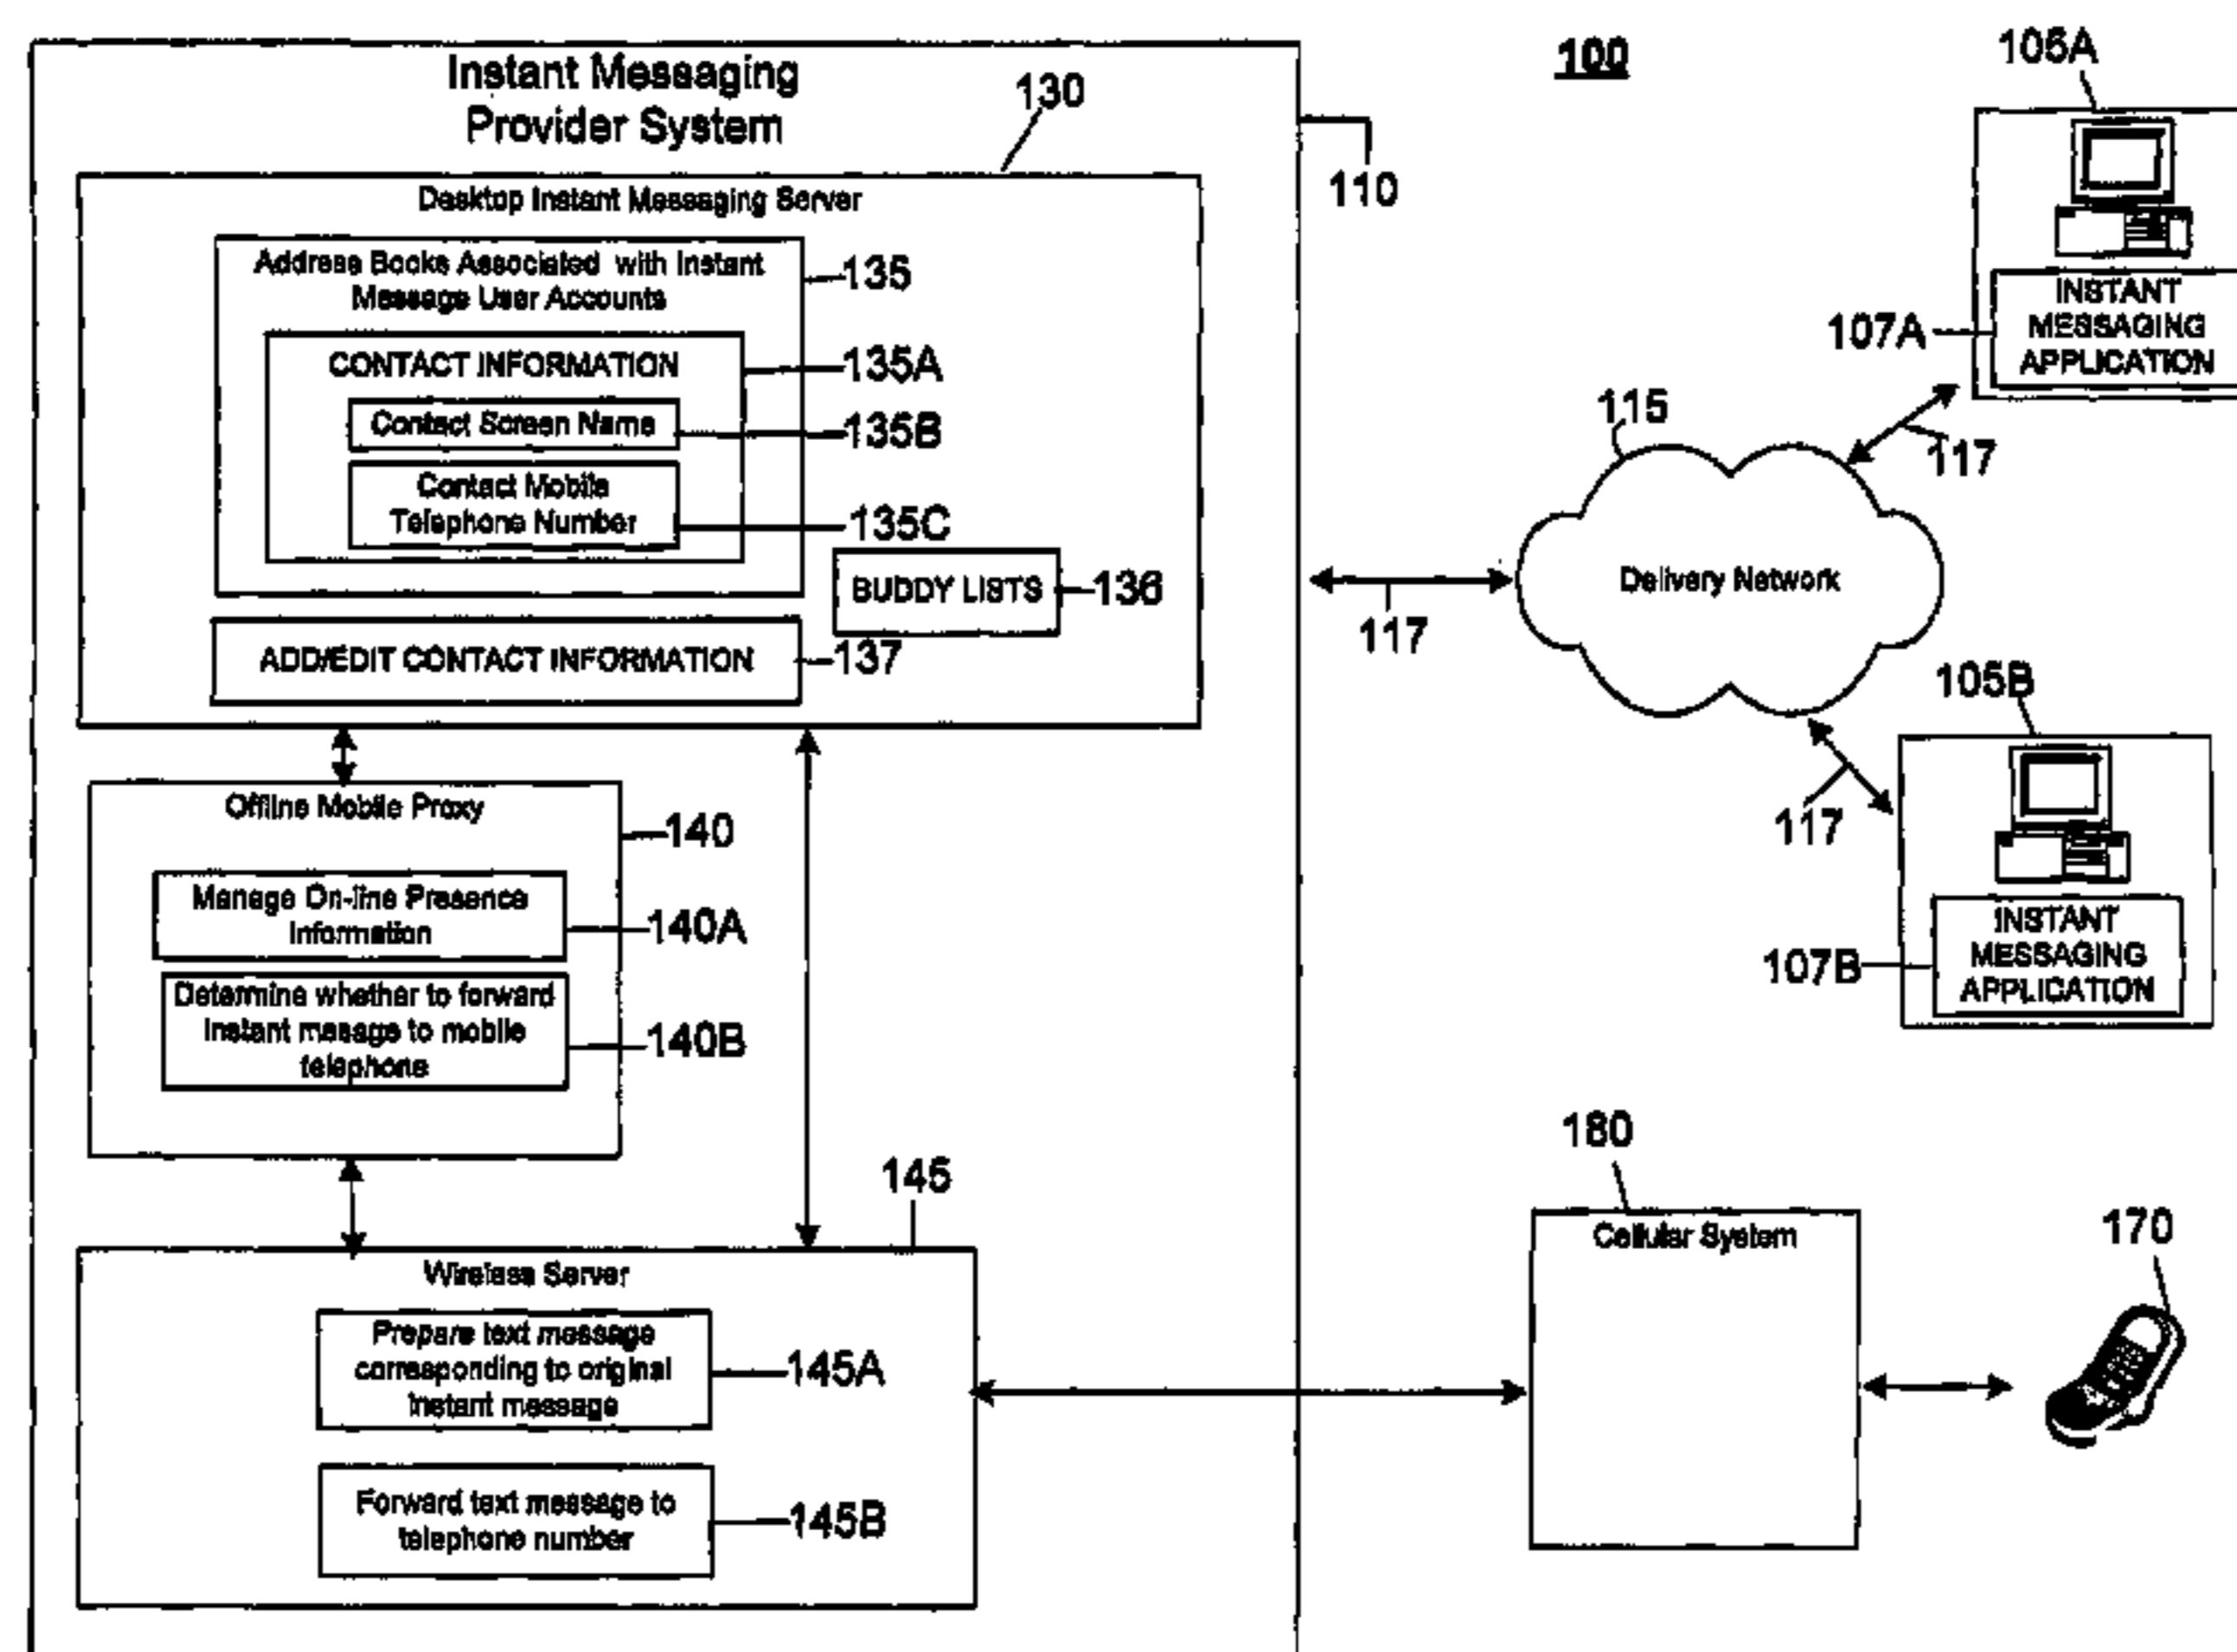 Instant Messaging
Provider System
130
100
110
Desktop Instant Messaging Server
Address Books Associated with Instant
Message User Accounts
135
CONTACT INFORMATION
135A
Contact Screen Name
135B
Contact Mobile
Telephone Number
135C
BUDDY LISTS
136
ADD/EDIT CONTACT INFORMATION
137
Offline Mobile Proxy
140
Manage On-line Presence
Information
140A
Determine whether to forward
instant message to mobile
telephone
140B
145
Wireless Server
Prepare text message
corresponding to original
instant message
145A
Forward text message to
telephone number
145B
105A
INSTANT
MESSAGING
APPLICATION
107A
115
117
Delivery Network
117
105B
117
INSTANT
MESSAGING
APPLICATION
107B
180
Cellular System
170